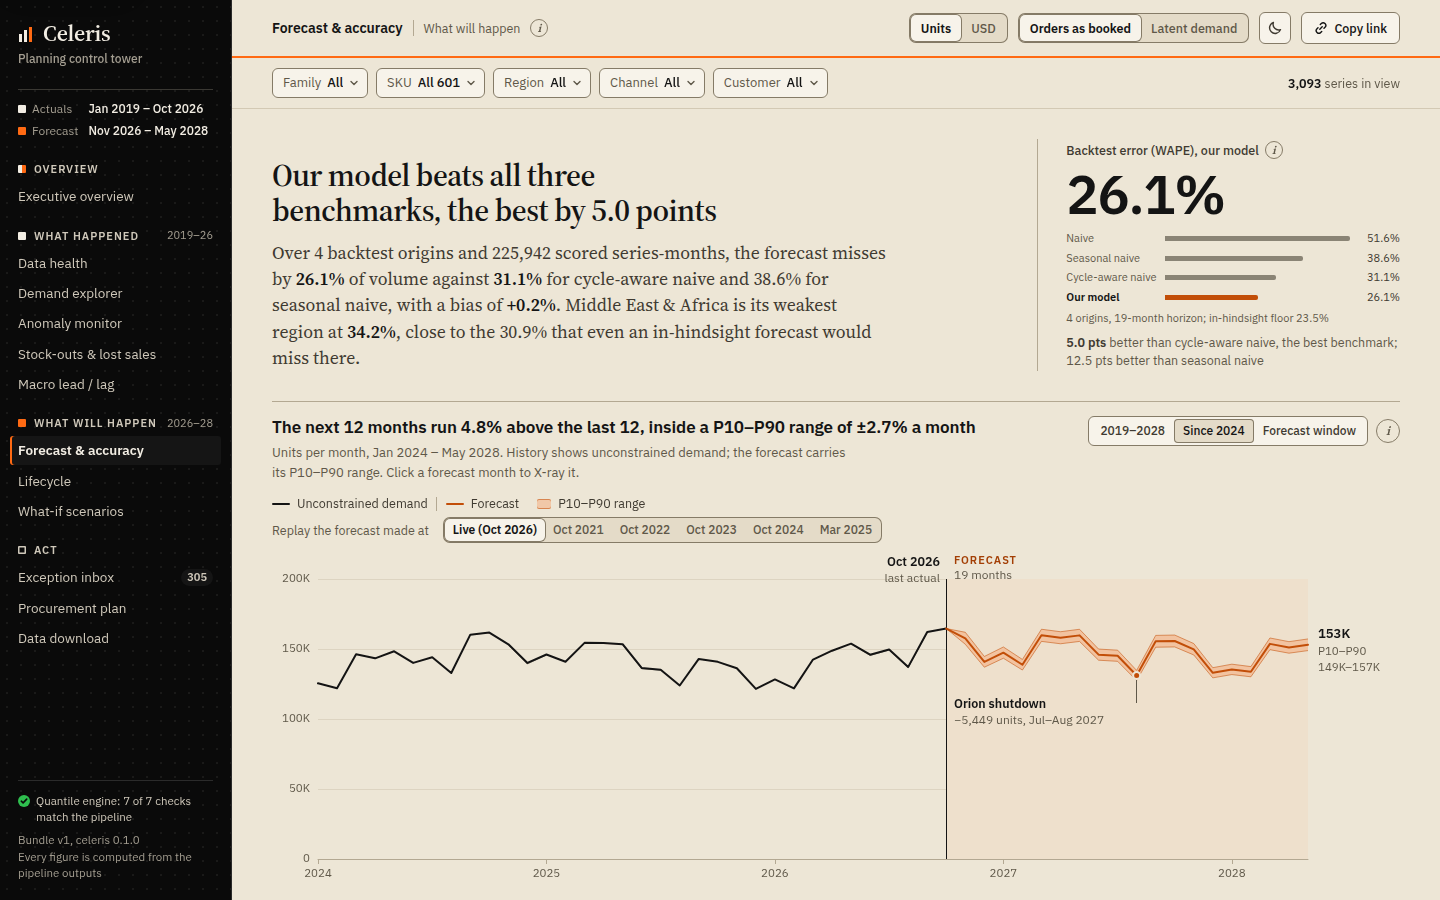 Celeris
Planning control tower
Actuals Jan 2019 – Oct 2026
Forecast Nov 2026 – May 2028
OVERVIEW
Executive overview
WHAT HAPPENED 2019–26
Data health
Demand explorer
Anomaly monitor
Stock-outs & lost sales
Macro lead / lag
WHAT WILL HAPPEN 2026–28
Forecast & accuracy
Lifecycle
What-if scenarios
ACT
Exception inbox 305
Procurement plan
Data download
Quantile engine: 7 of 7 checks
match the pipeline
Bundle v1, celeris 0.1.0
Every figure is computed from the
pipeline outputs
Forecast & accuracy What will happen i
Units USD Orders as booked Latent demand Copy link
Family All SKU All 601 Region All Channel All Customer All
3,093 series in view
Our model beats all three
benchmarks, the best by 5.0 points
Over 4 backtest origins and 225,942 scored series-months, the forecast misses
by 26.1% of volume against 31.1% for cycle-aware naive and 38.6% for
seasonal naive, with a bias of +0.2%. Middle East & Africa is its weakest
region at 34.2%, close to the 30.9% that even an in-hindsight forecast would
miss there.
Backtest error (WAPE), our model i
26.1%
Naive 51.6%
Seasonal naive 38.6%
Cycle-aware naive 31.1%
Our model 26.1%
4 origins, 19-month horizon; in-hindsight floor 23.5%
5.0 pts better than cycle-aware naive, the best benchmark;
12.5 pts better than seasonal naive
The next 12 months run 4.8% above the last 12, inside a P10–P90 range of ±2.7% a month
2019–2028 Since 2024 Forecast window i
Units per month, Jan 2024 – May 2028. History shows unconstrained demand; the forecast carries
its P10–P90 range. Click a forecast month to X-ray it.
Unconstrained demand Forecast P10–P90 range
Replay the forecast made at Live (Oct 2026) Oct 2021 Oct 2022 Oct 2023 Oct 2024 Mar 2025
Oct 2026 FORECAST
last actual 19 months
200K
150K
100K
50K
0
153K
P10–P90
149K–157K
Orion shutdown
−5,449 units, Jul–Aug 2027
2024 2025 2026 2027 2028